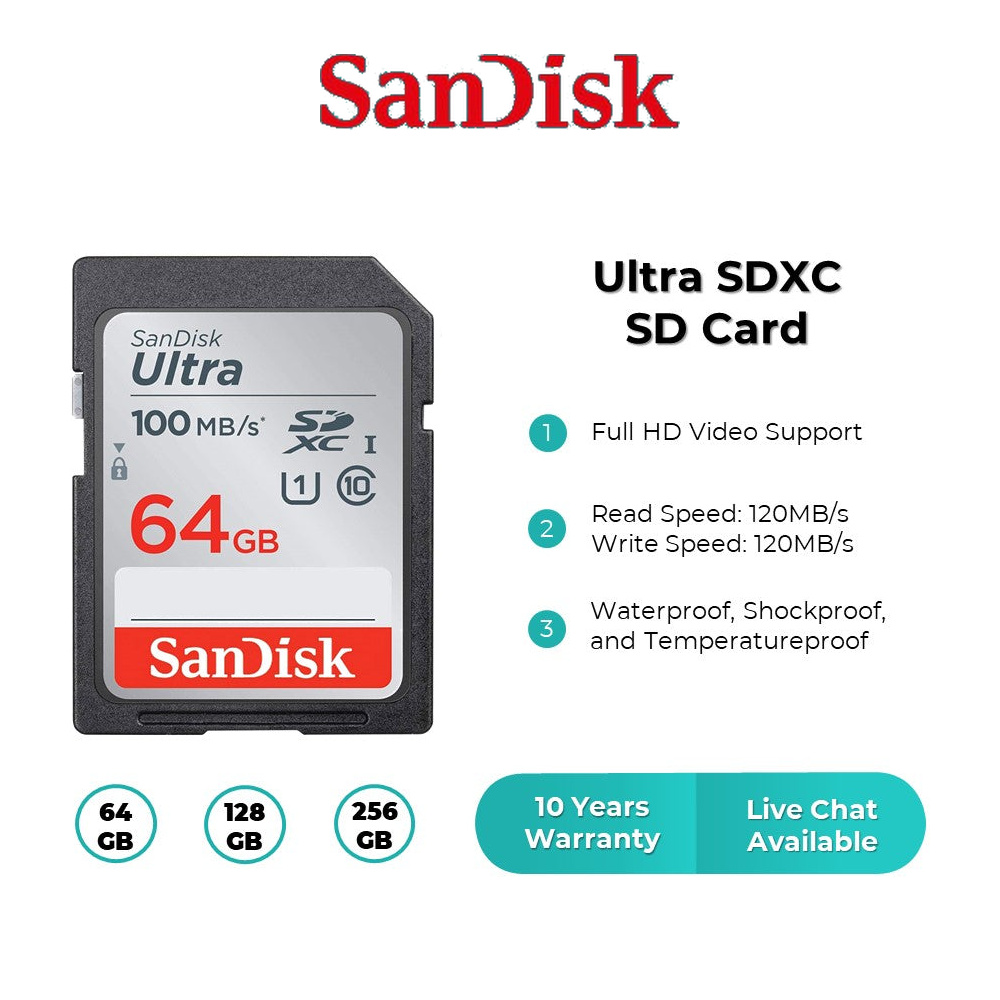 SanDisk
Ultra SDXC
SD Card
SanDisk
Ultra
100 MB/s*
SD
XC I
1
10
64GB
SanDisk
1
Full HD Video Support
2
Read Speed: 120MB/s
Write Speed: 120MB/s
3
Waterproof, Shockproof,
and Temperatureproof
64
GB
128
GB
256
GB
10 Years
Warranty
Live Chat
Available